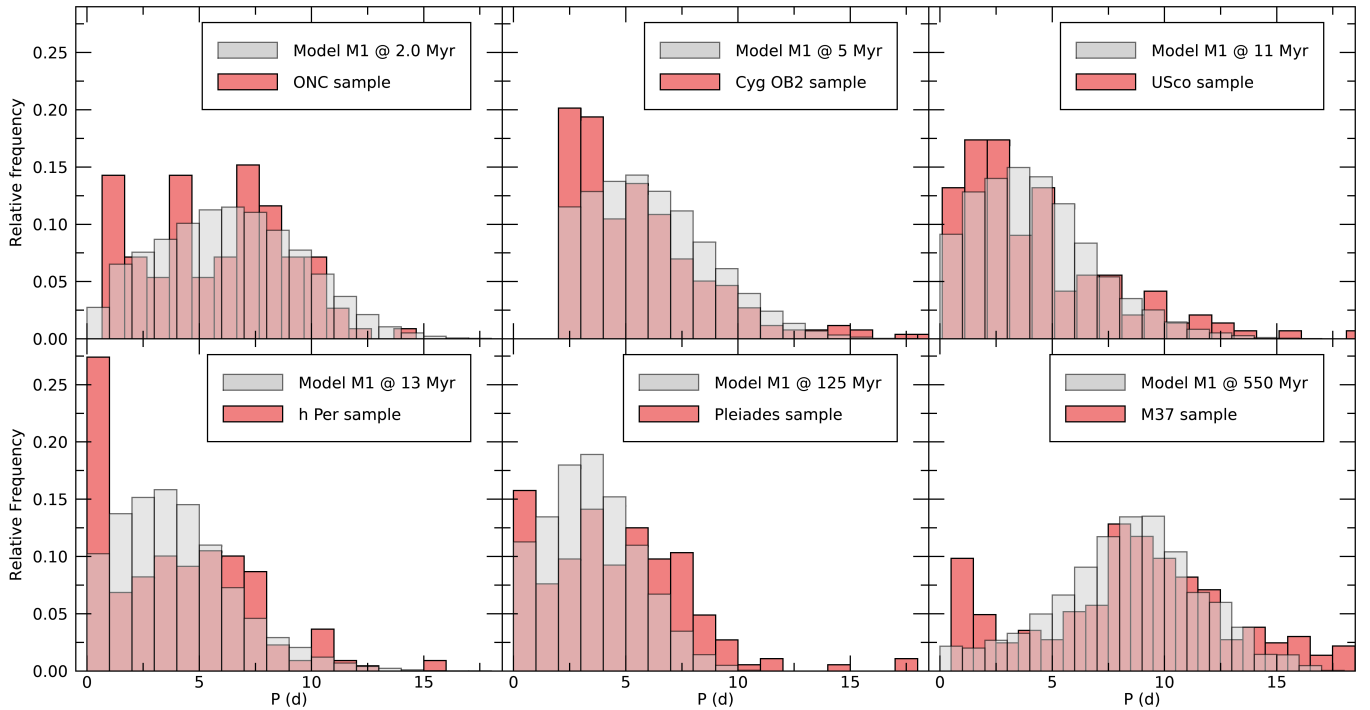 Model M1 @ 2.0 Myr
ONC sample
Model M1 @ 5 Myr
Cyg OB2 sample
Model M1 @ 11 Myr
USco sample
Relative frequency
0.25
0.20
0.15
0.10
0.05
0.00
Model M1 @ 13 Myr
h Per sample
Model M1 @ 125 Myr
Pleiades sample
Model M1 @ 550 Myr
M37 sample
Relative Frequency
0.25
0.20
0.15
0.10
0.05
0.00
0 5 10 15
0 5 10 15
0 5 10 15
P (d)
P (d)
P (d)